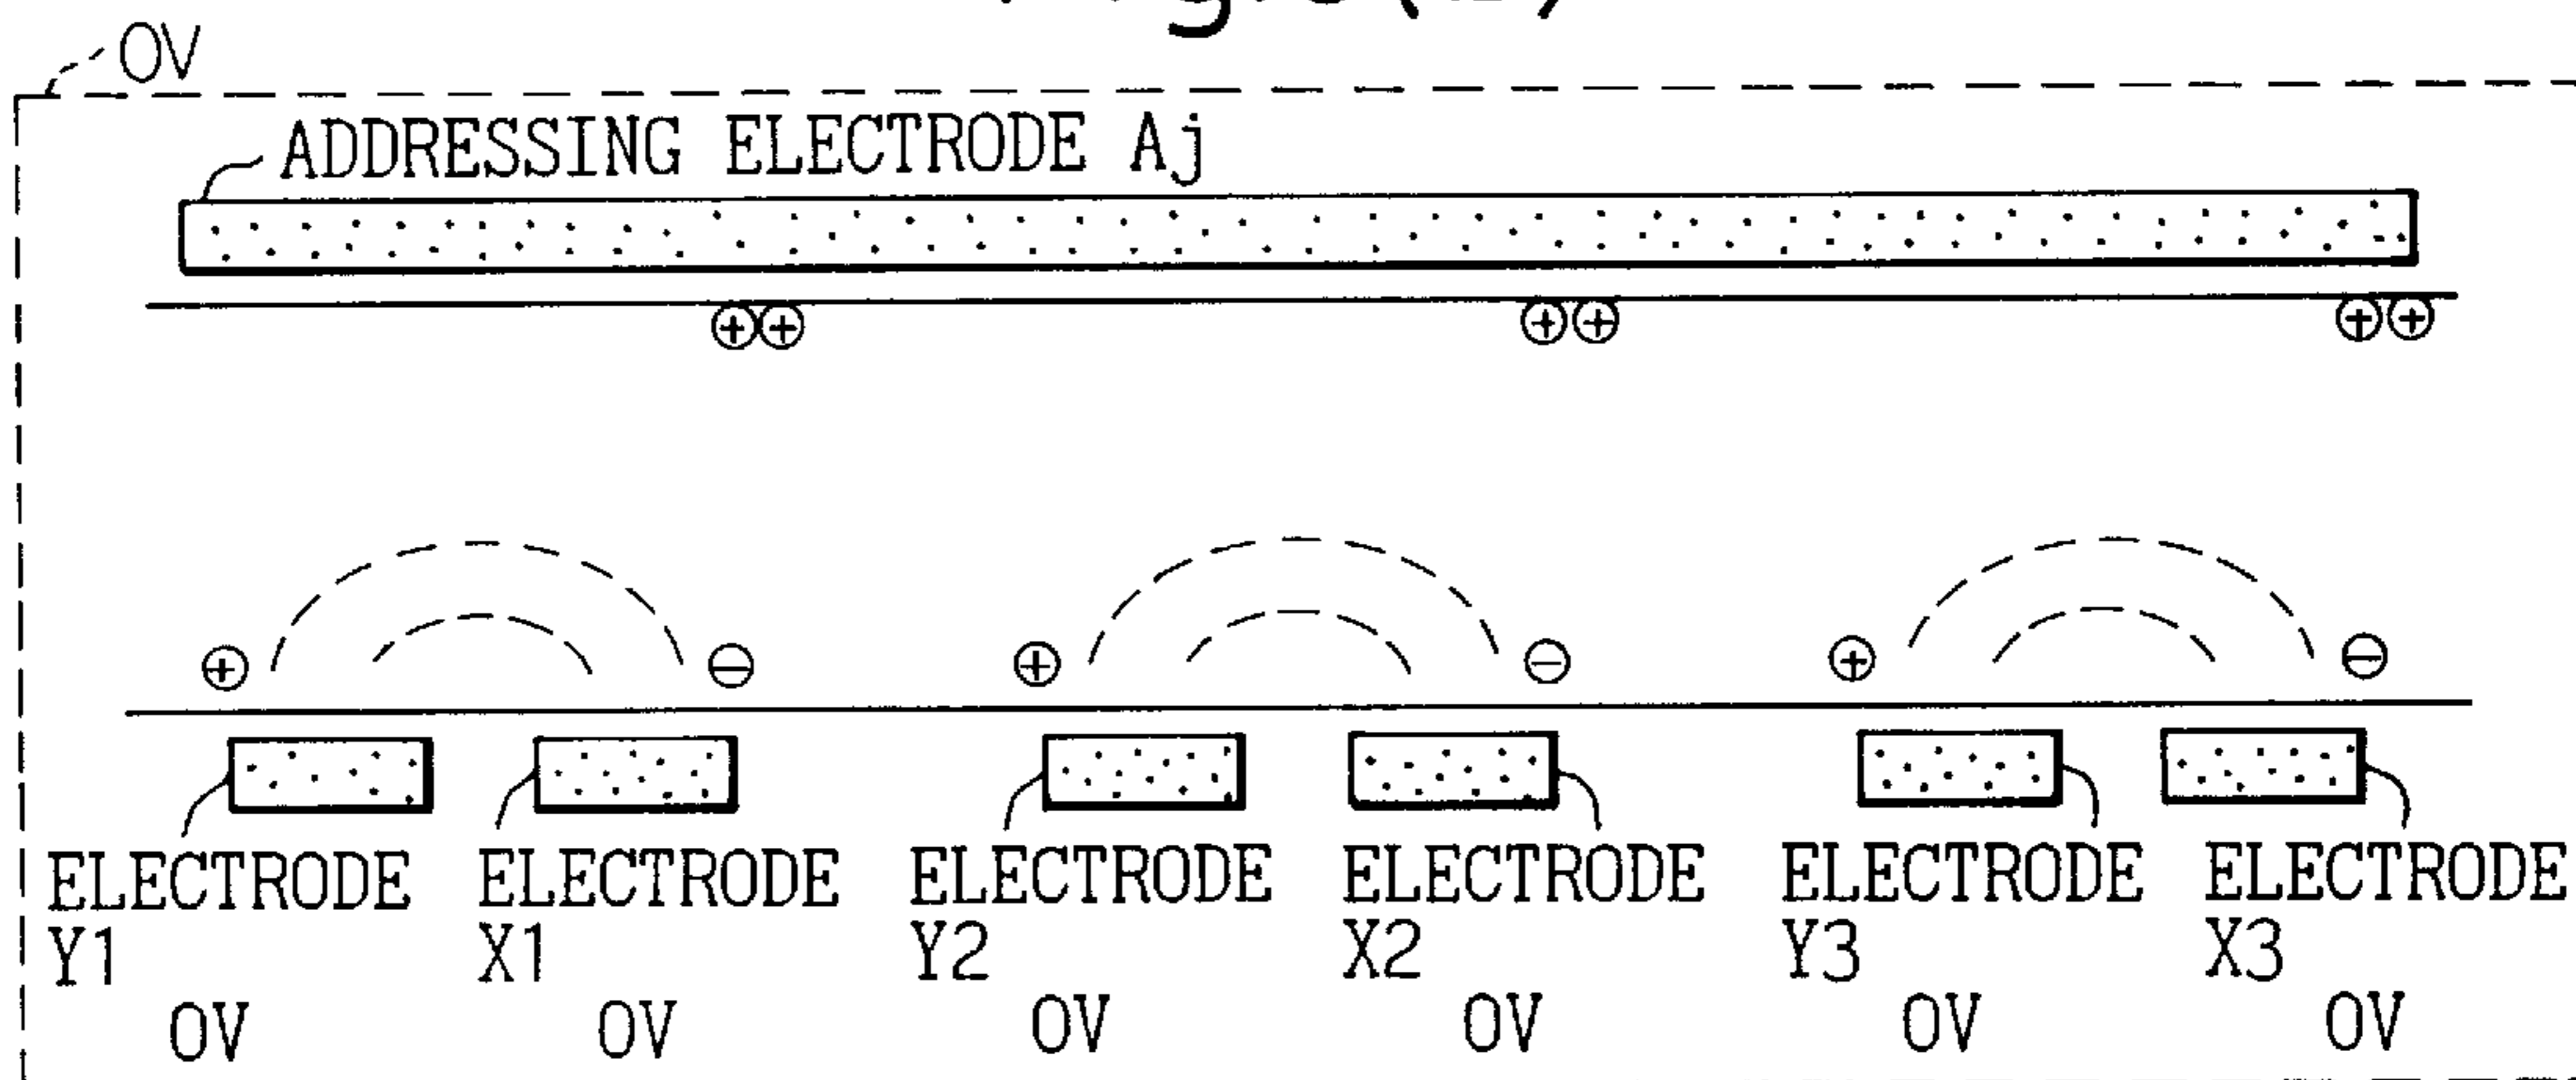 0V
ADDRESSING ELECTRODE Aj
ELECTRODE Y1
ELECTRODE X1
ELECTRODE Y2
ELECTRODE X2
ELECTRODE Y3
ELECTRODE X3
0V 0V 0V 0V 0V 0V